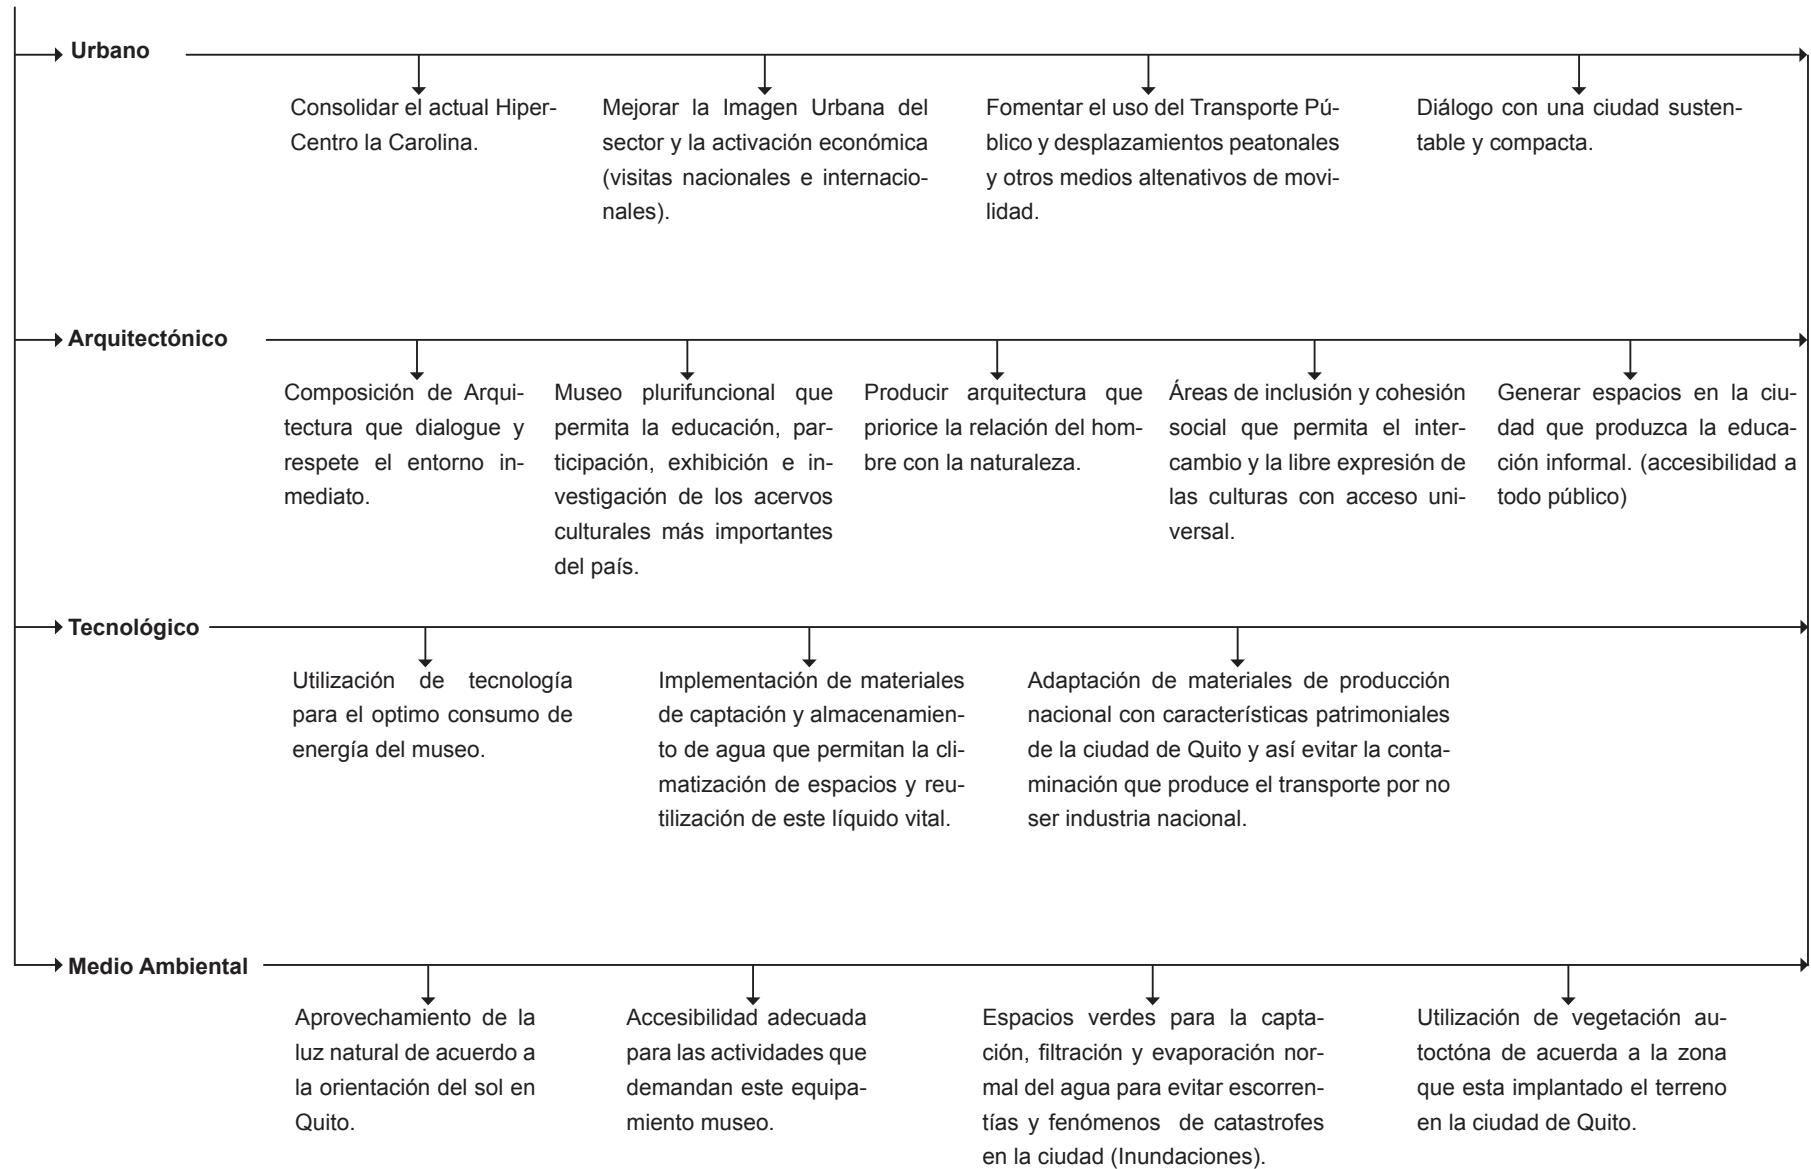 Urbano
Consolidar el actual Hiper-
Centro la Carolina.
Mejorar la Imagen Urbana del
sector y la activación económica
(visitas nacionales e internacio-
nales).
Fomentar el uso del Transporte Pú-
blico y desplazamientos peatonales
y otros medios altenativos de movi-
lidad.
Diálogo con una ciudad susten-
table y compacta.
Arquitectónico
Composición de Arqui-
tectura que dialogue y
respete el entorno in-
mediato.
Museo plurifuncional que
permita la educación, par-
ticipación, exhibición e in-
vestigación de los acervos
culturales más importantes
del país.
Producir arquitectura que
priorice la relación del hom-
bre con la naturaleza.
Áreas de inclusión y cohesión
social que permita el inter-
cambio y la libre expresión de
las culturas con acceso uni-
versal.
Generar espacios en la ciu-
dad que produzca la educa-
ción informal. (accesibilidad a
todo público)
Tecnológico
Utilización de tecnología
para el optimo consumo de
energía del museo.
Implementación de materiales
de captación y almacenamien-
to de agua que permitan la cli-
matización de espacios y reu-
tilización de este líquido vital.
Adaptación de materiales de producción
nacional con características patrimoniales
de la ciudad de Quito y así evitar la conta-
minación que produce el transporte por no
ser industria nacional.
Medio Ambiental
Aprovechamiento de la
luz natural de acuerdo a
la orientación del sol en
Quito.
Accesibilidad adecuada
para las actividades que
demandan este equipa-
miento museo.
Espacios verdes para la capta-
ción, filtración y evaporación nor-
mal del agua para evitar escorren-
tías y fenómenos de catastrofes
en la ciudad (Inundaciones).
Utilización de vegetación au-
toctóna de acuerda a la zona
que esta implantado el terreno
en la ciudad de Quito.